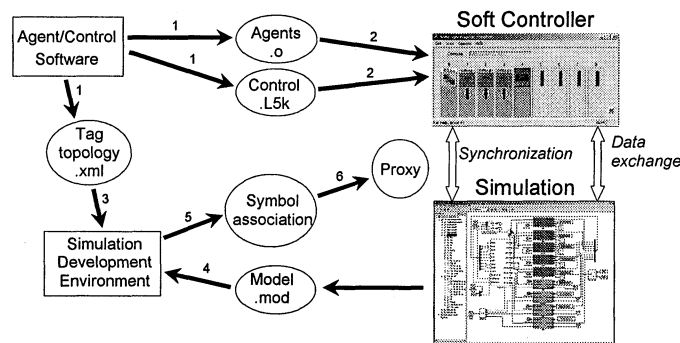 Soft Controller
Agent/Control
Software
1
Agents
.o
2
1
Control
.L5k
2
1
Tag
topology
.xml
Synchronization
Data
exchange
6
Proxy
3
5
Symbol
association
Simulation
Simulation
Development
Environment
4
Model
.mod